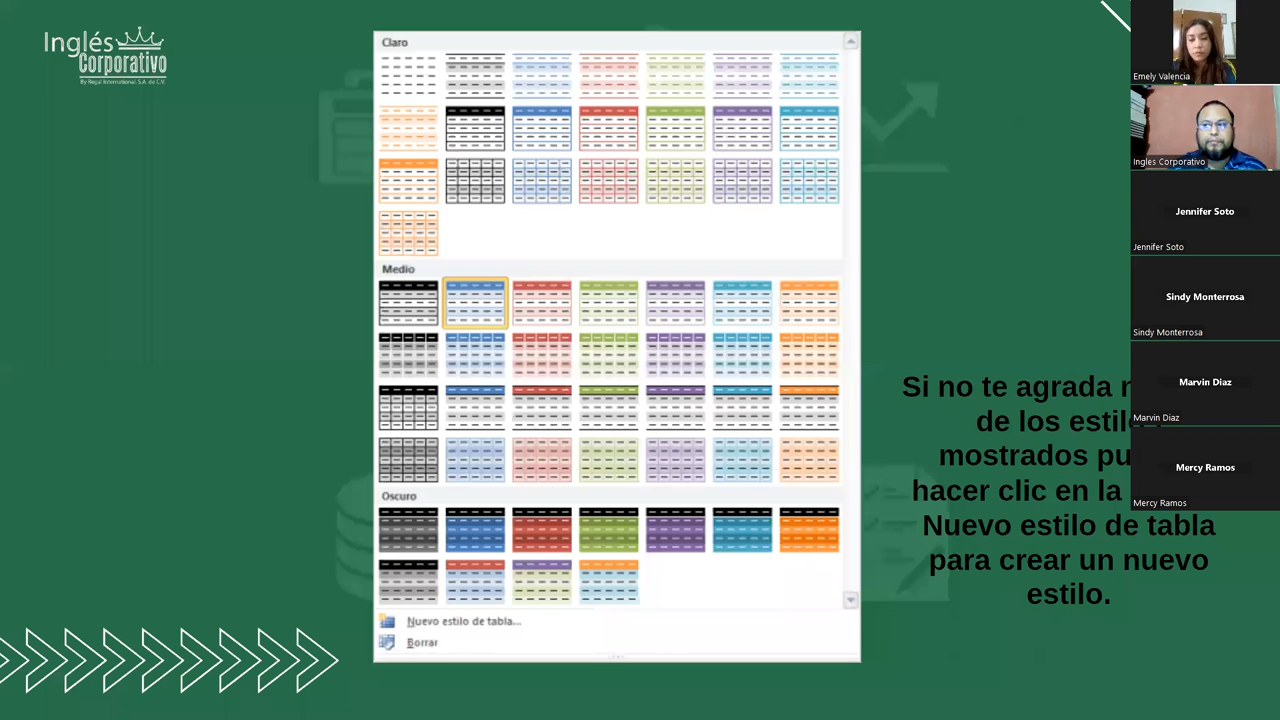 Inglés
Corporativo
By Regal International, S.A. de C.V.
Claro
Medio
Oscuro
Nuevo estilo de tabla...
Borrar
Si no te agrada
de los
mostrados
hacer clic en la
Nuevo estilo de tabla
para crear un nuevo
estilo.
Emely Valencia
Ingles Corporativo
Jennifer Soto
Jennifer Soto
Sindy Monterrosa
Sindy Monterrosa
Marvin Diaz
Marvin Diaz
Mercy Ramos
Mercy Ramos